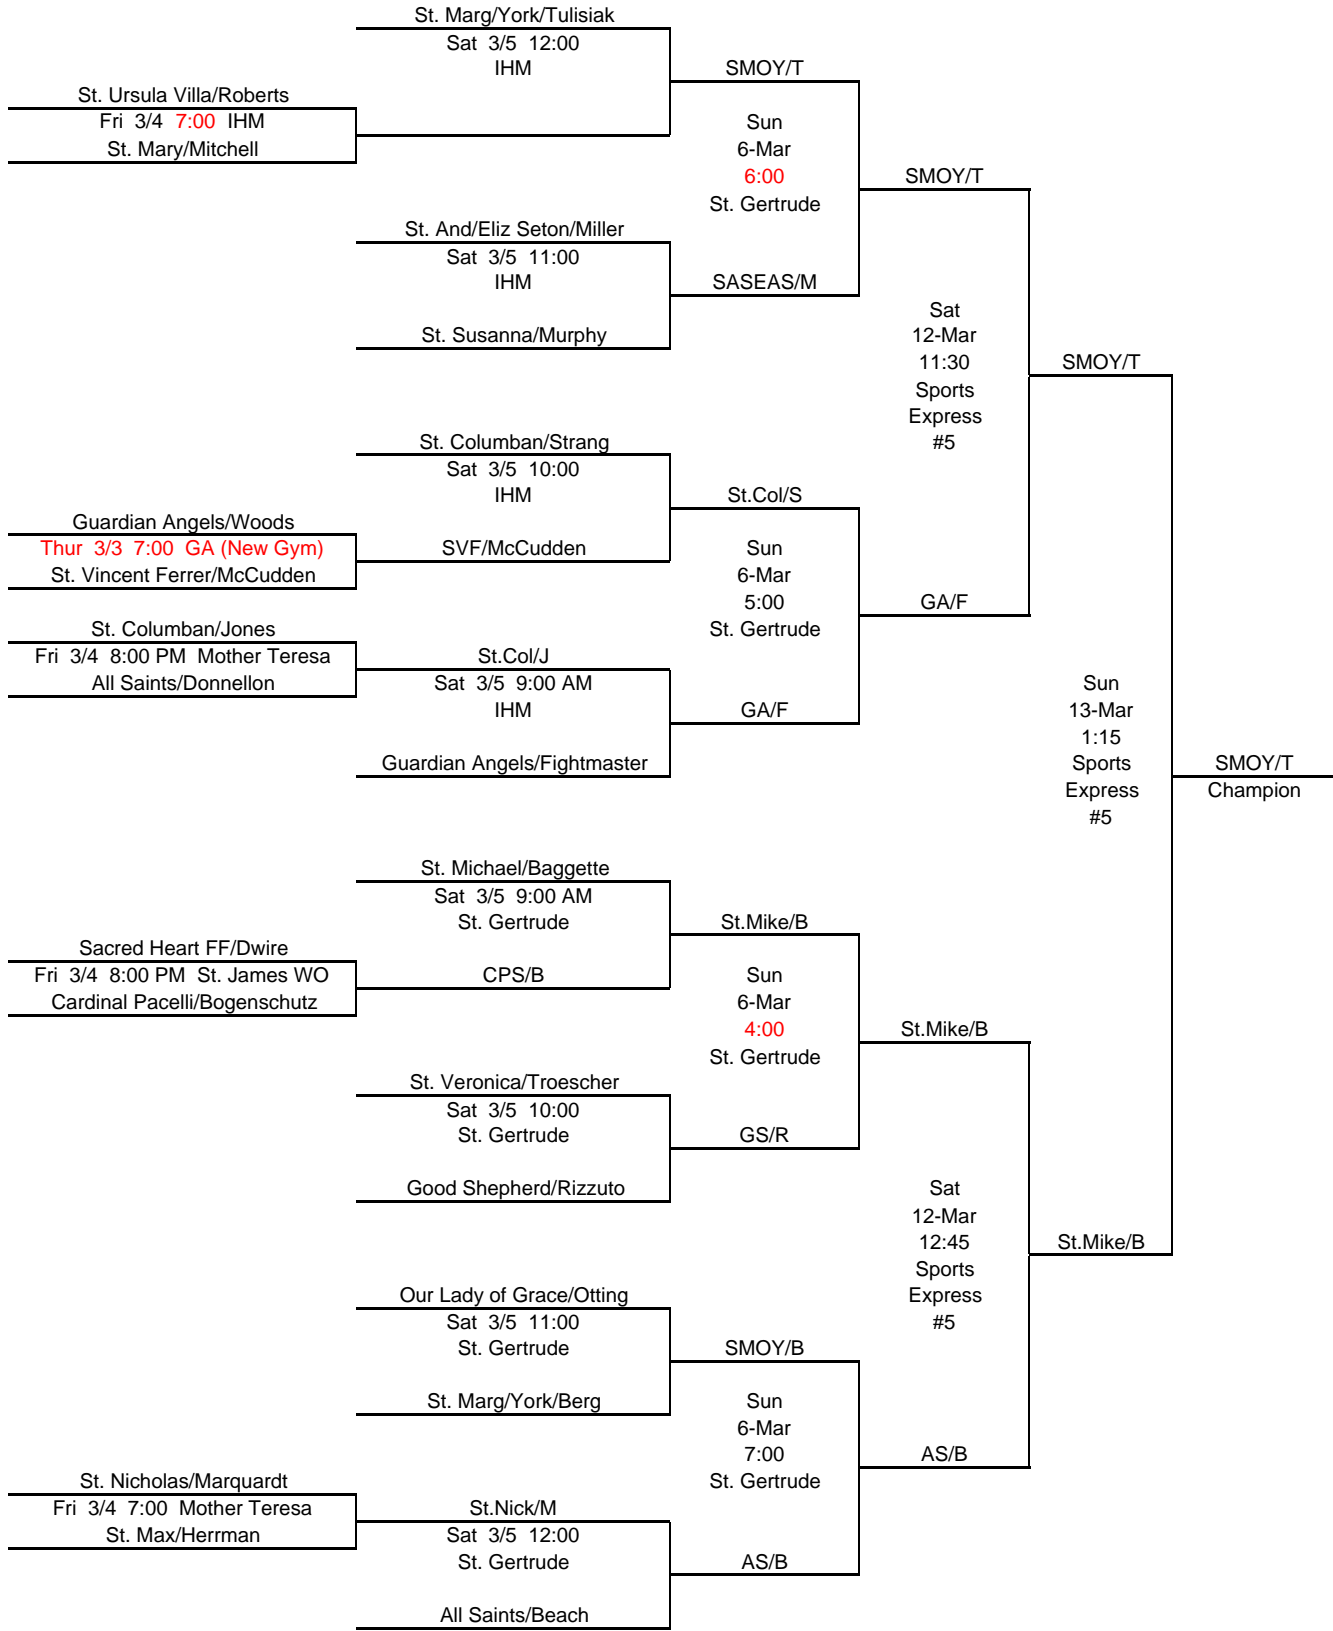 St. Marg/York/Tulisiak
Sat 3/5 12:00
IHM
SMOY/T
St. Ursula Villa/Roberts
Fri 3/4 7:00 IHM
St. Mary/Mitchell
Sun
6-Mar
6:00
St. Gertrude
SMOY/T
St. And/Eliz Seton/Miller
Sat 3/5 11:00
IHM
SASEAS/M
St. Susanna/Murphy
Sat
12-Mar
11:30
Sports
Express
#5
SMOY/T
St. Columban/Strang
Sat 3/5 10:00
IHM
St.Col/S
Guardian Angels/Woods
Thur 3/3 7:00 GA (New Gym)
St. Vincent Ferrer/McCudden
SVF/McCudden
Sun
6-Mar
5:00
St. Gertrude
GA/F
St. Columban/Jones
Fri 3/4 8:00 PM Mother Teresa
All Saints/Donnellon
St.Col/J
Sat 3/5 9:00 AM
IHM
GA/F
Guardian Angels/Fightmaster
Sun
13-Mar
1:15
Sports
Express
#5
SMOY/T
Champion
St. Michael/Baggette
Sat 3/5 9:00 AM
St. Gertrude
St.Mike/B
Sacred Heart FF/Dwire
Fri 3/4 8:00 PM St. James WO
Cardinal Pacelli/Bogenschutz
CPS/B
Sun
6-Mar
4:00
St. Gertrude
St.Mike/B
St. Veronica/Troescher
Sat 3/5 10:00
St. Gertrude
GS/R
Good Shepherd/Rizzuto
Sat
12-Mar
12:45
Sports
Express
#5
St.Mike/B
Our Lady of Grace/Otting
Sat 3/5 11:00
St. Gertrude
SMOY/B
St. Marg/York/Berg
Sun
6-Mar
7:00
St. Gertrude
AS/B
St. Nicholas/Marquardt
Fri 3/4 7:00 Mother Teresa
St. Max/Herrman
St.Nick/M
Sat 3/5 12:00
St. Gertrude
AS/B
All Saints/Beach